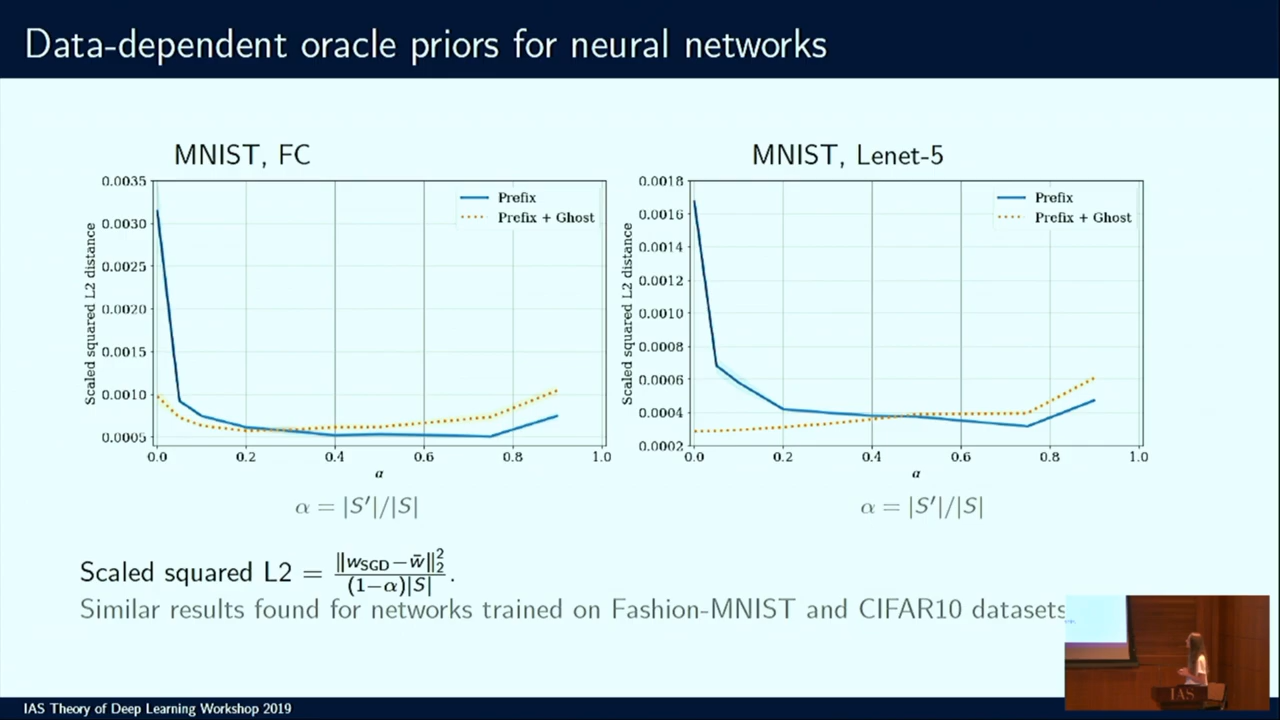 Data-dependent oracle priors for neural networks
MNIST, FC
0.0035
0.0030
0.0025
0.0020
0.0015
0.0010
0.0005
Scaled squared L2 distance
Prefix
Prefix + Ghost
0.0 0.2 0.4 0.6 0.8 1.0
α
α = |S′|/|S|
MNIST, Lenet-5
0.0018
0.0016
0.0014
0.0012
0.0010
0.0008
0.0006
0.0004
0.0002
Scaled squared L2 distance
Prefix
Prefix + Ghost
0.0 0.2 0.4 0.6 0.8 1.0
α
α = |S′|/|S|
Scaled squared L2 = ‖w_SGD − w̄‖₂² / (1−α)|S| .
Similar results found for networks trained on Fashion-MNIST and CIFAR10 datasets
IAS
IAS Theory of Deep Learning Workshop 2019